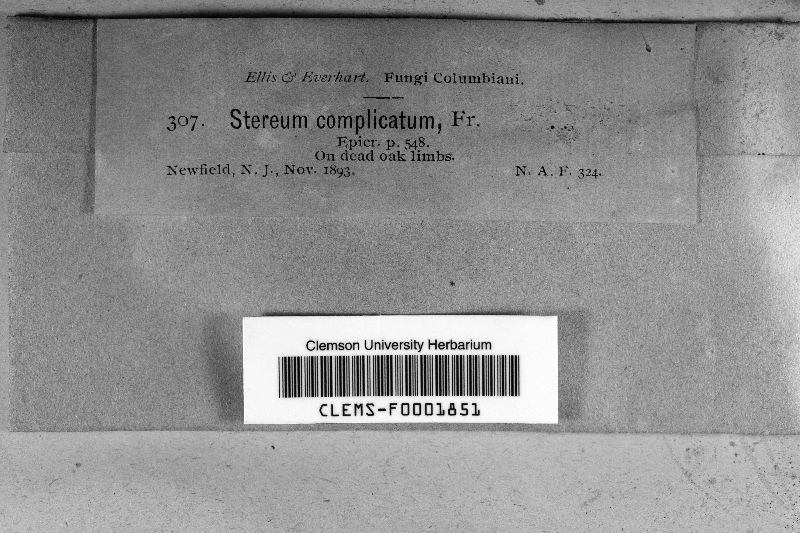 Ellis & Everhart. Fungi Columbiani.
307. Stereum complicatum, Fr.
Epicr. p. 548.
On dead oak limbs.
Newfield, N. J., Nov. 1893. N. A. F. 324.
Clemson University Herbarium
CLEMS-F0001851